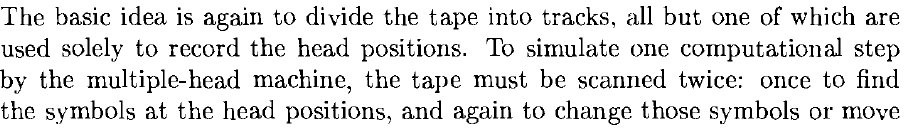 The basic idea is again to divide the tape into tracks, all but one of which are
used solely to record the head positions. To simulate one computational step
by the multiple-head machine, the tape must be scanned twice: once to find
the symbols at the head positions, and again to change those symbols or move